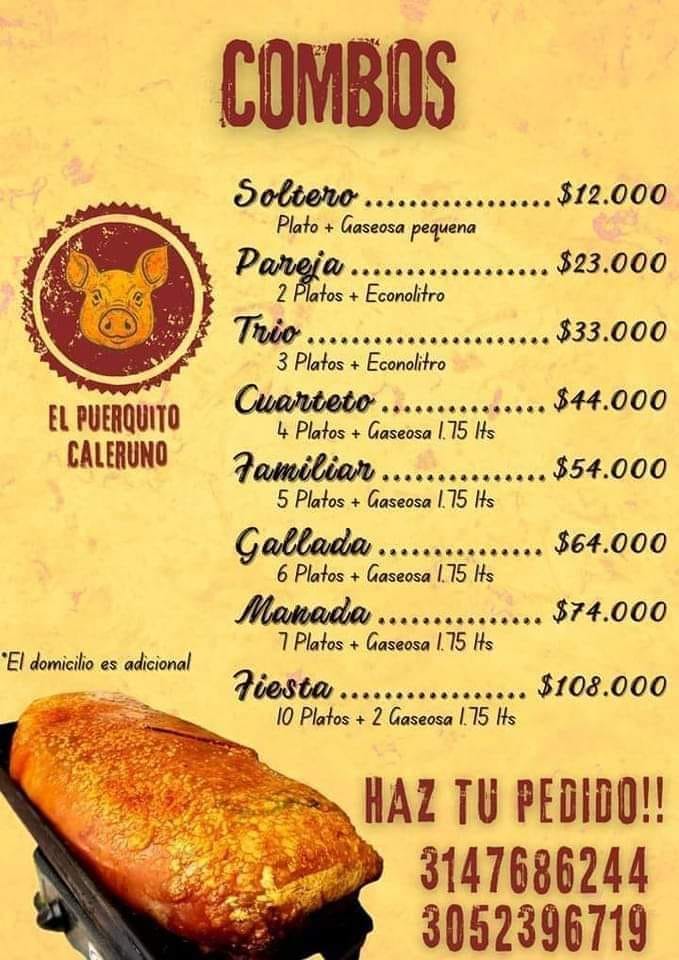 COMBOS
Soltero .................. $12.000
Plato + Gaseosa pequena
Pareja .................... $23.000
2 Platos + Econolitro
Trio ........................ $33.000
3 Platos + Econolitro
Cuarteto ................ $44.000
4 Platos + Gaseosa 1.75 lts
Familiar ................ $54.000
5 Platos + Gaseosa 1.75 lts
Gallada ................ $64.000
6 Platos + Gaseosa 1.75 lts
Manada ................ $74.000
7 Platos + Gaseosa 1.75 lts
Fiesta .................. $108.000
10 Platos + 2 Gaseosa 1.75 lts
EL PUERQUITO
CALERUNO
*El domicilio es adicional
HAZ TU PEDIDO!!
3147686244
3052396719